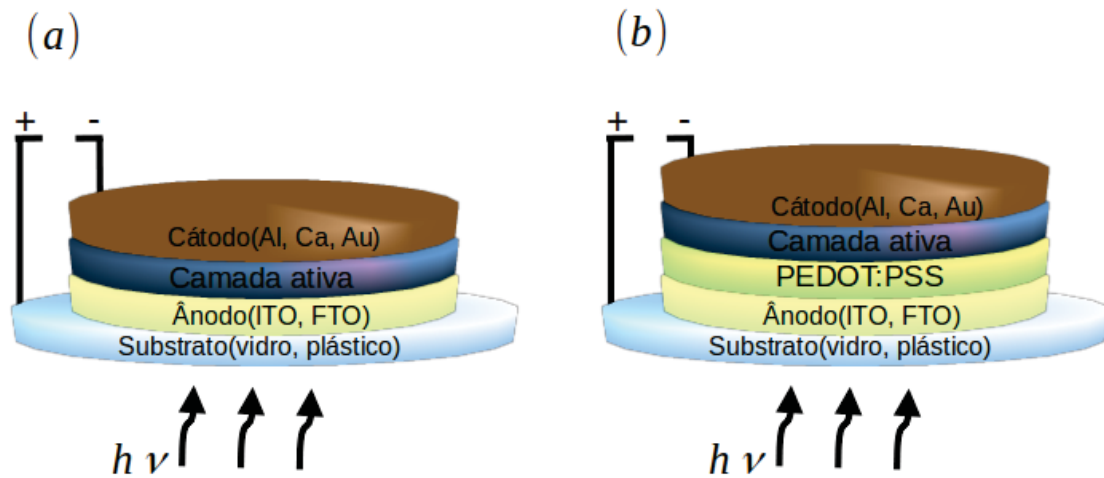 (a)
+ -
Cátodo(Al, Ca, Au)
Camada ativa
Ânodo(ITO, FTO)
Substrato(vidro, plástico)
h ν
(b)
+ -
Cátodo(Al, Ca, Au)
Camada ativa
PEDOT:PSS
Ânodo(ITO, FTO)
Substrato(vidro, plástico)
h ν